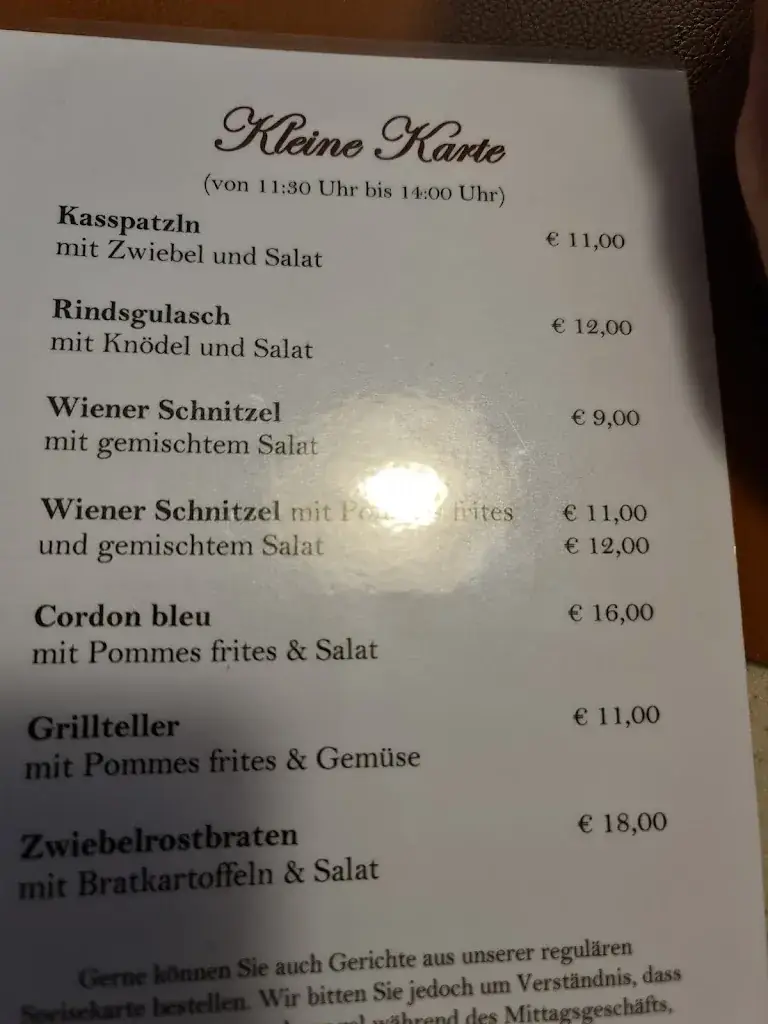 Kleine Karte
(von 11:30 Uhr bis 14:00 Uhr)
Kasspatzln € 11,00
mit Zwiebel und Salat
Rindsgulasch € 12,00
mit Knödel und Salat
Wiener Schnitzel € 9,00
mit gemischtem Salat
Wiener Schnitzel mit Pommes frites € 11,00
und gemischtem Salat € 12,00
Cordon bleu € 16,00
mit Pommes frites & Salat
Grillteller € 11,00
mit Pommes frites & Gemüse
Zwiebelrostbraten € 18,00
mit Bratkartoffeln & Salat
Gerne können Sie auch Gerichte aus unserer regulären
Speisekarte bestellen. Wir bitten Sie jedoch um Verständnis, dass
während des Mittagsgeschäfts,